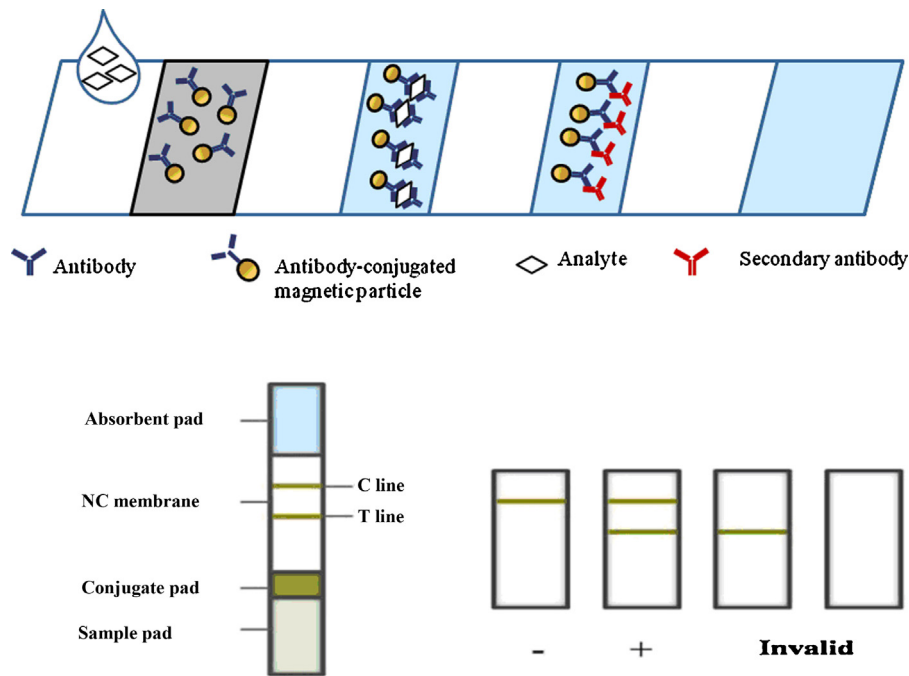 Antibody
Antibody-conjugated
magnetic particle
Analyte
Secondary antibody
Absorbent pad
NC membrane
C line
T line
Conjugate pad
Sample pad
-
+
Invalid